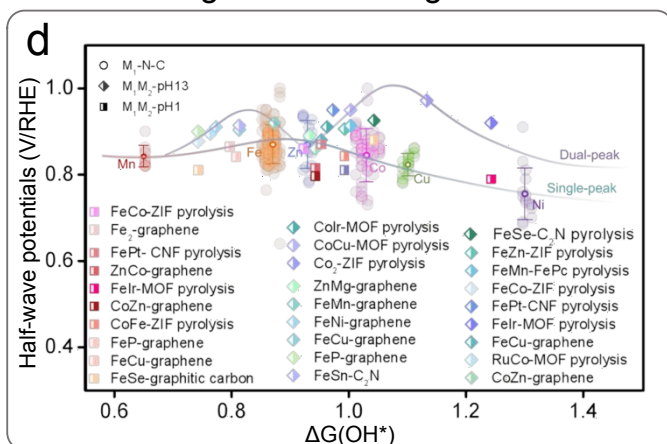 d
Half-wave potentials (V/RHE)
1.0
0.8
0.6
0.4
M₁-N-C
M₁M₂-pH13
M₁M₂-pH1
Mn
Fe
Zn
Co
Cu
Ni
Dual-peak
Single-peak
FeCo-ZIF pyrolysis
Fe₂-graphene
FePt- CNF pyrolysis
ZnCo-graphene
FeIr-MOF pyrolysis
CoZn-graphene
CoFe-ZIF pyrolysis
FeP-graphene
FeCu-graphene
FeSe-graphitic carbon
CoIr-MOF pyrolysis
CoCu-MOF pyrolysis
Co₂-ZIF pyrolysis
ZnMg-graphene
FeMn-graphene
FeNi-graphene
FeCu-graphene
FeP-graphene
FeSn-C₂N
FeSe-C₂N pyrolysis
FeZn-ZIF pyrolysis
FeMn-FePc pyrolysis
FeCo-ZIF pyrolysis
FePt-CNF pyrolysis
FeIr-MOF pyrolysis
FeCu-graphene
RuCo-MOF pyrolysis
CoZn-graphene
0.6 0.8 1.0 1.2 1.4
ΔG(OH*)